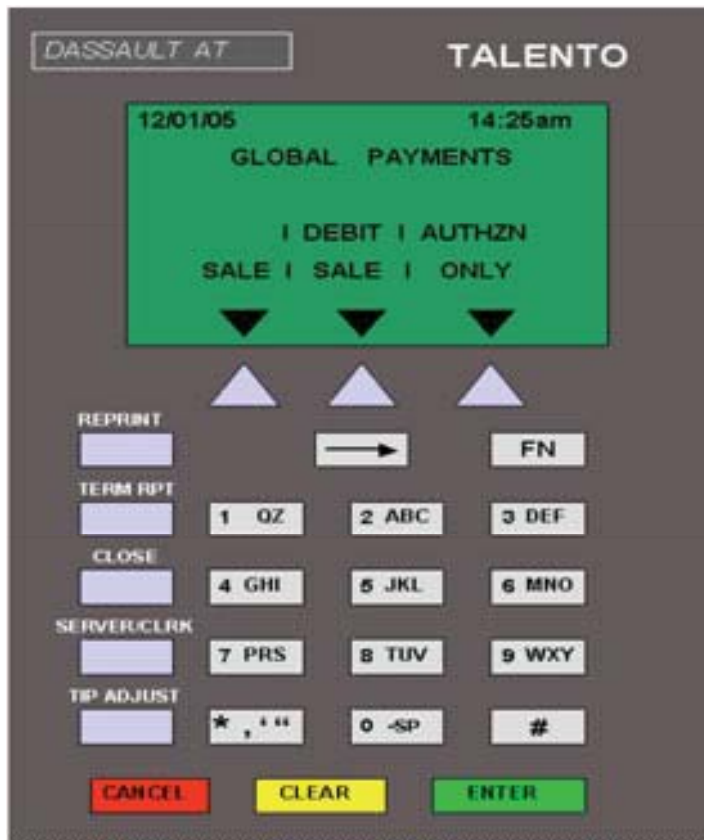 DASSAULT AT
TALENTO
12/01/05 14:25am
GLOBAL PAYMENTS
I DEBIT I AUTHZN
SALE I SALE I ONLY
REPRINT
FN
TERM RPT
1 QZ 2 ABC 3 DEF
CLOSE
4 GHI 5 JKL 6 MNO
SERVER/CLRK
7 PRS 8 TUV 9 WXY
TIP ADJUST
* , ‘ “ 0 -SP #
CANCEL CLEAR ENTER